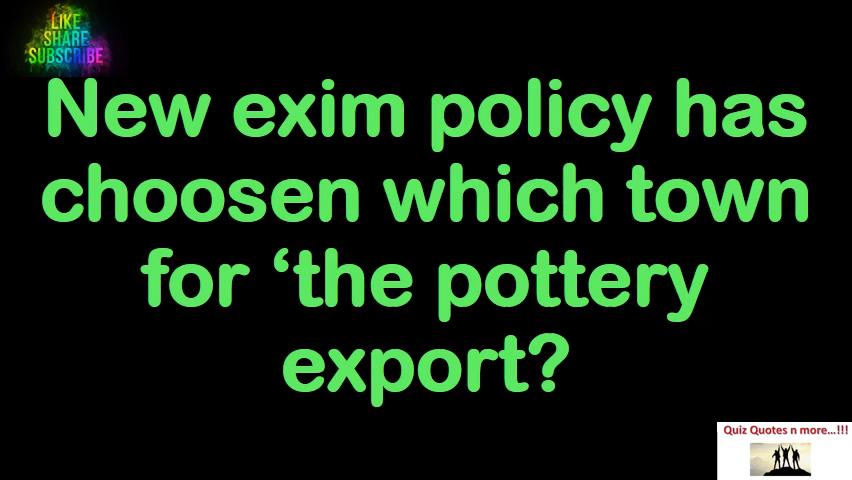 LIKE
SHARE
SUBSCRIBE
New exim policy has
choosen which town
for ‘the pottery
export?
Quiz Quotes n more...!!!